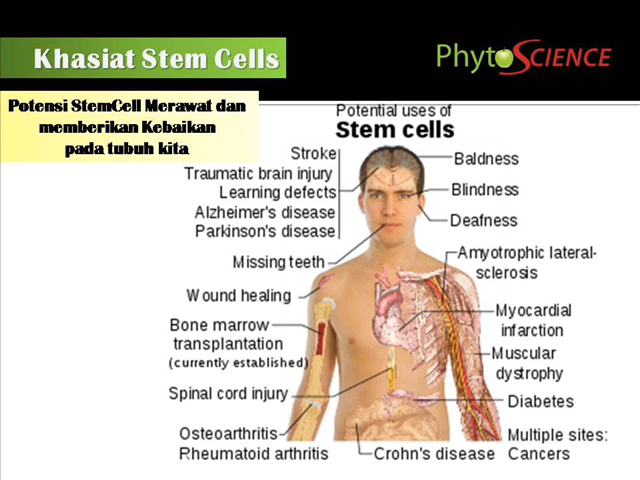 Khasiat Stem Cells
PhytoSCIENCE
Potensi StemCell Merawat dan
memberikan Kebaikan
pada tubuh kita
Potential uses of
Stem cells
Stroke
Traumatic brain injury
Learning defects
Alzheimer's disease
Parkinson's disease
Missing teeth
Wound healing
Bone marrow
transplantation
(currently established)
Spinal cord injury
Osteoarthritis
Rheumatoid arthritis
Baldness
Blindness
Deafness
Amyotrophic lateral-
sclerosis
Myocardial
infarction
Muscular
dystrophy
Diabetes
Multiple sites:
Cancers
Crohn's disease